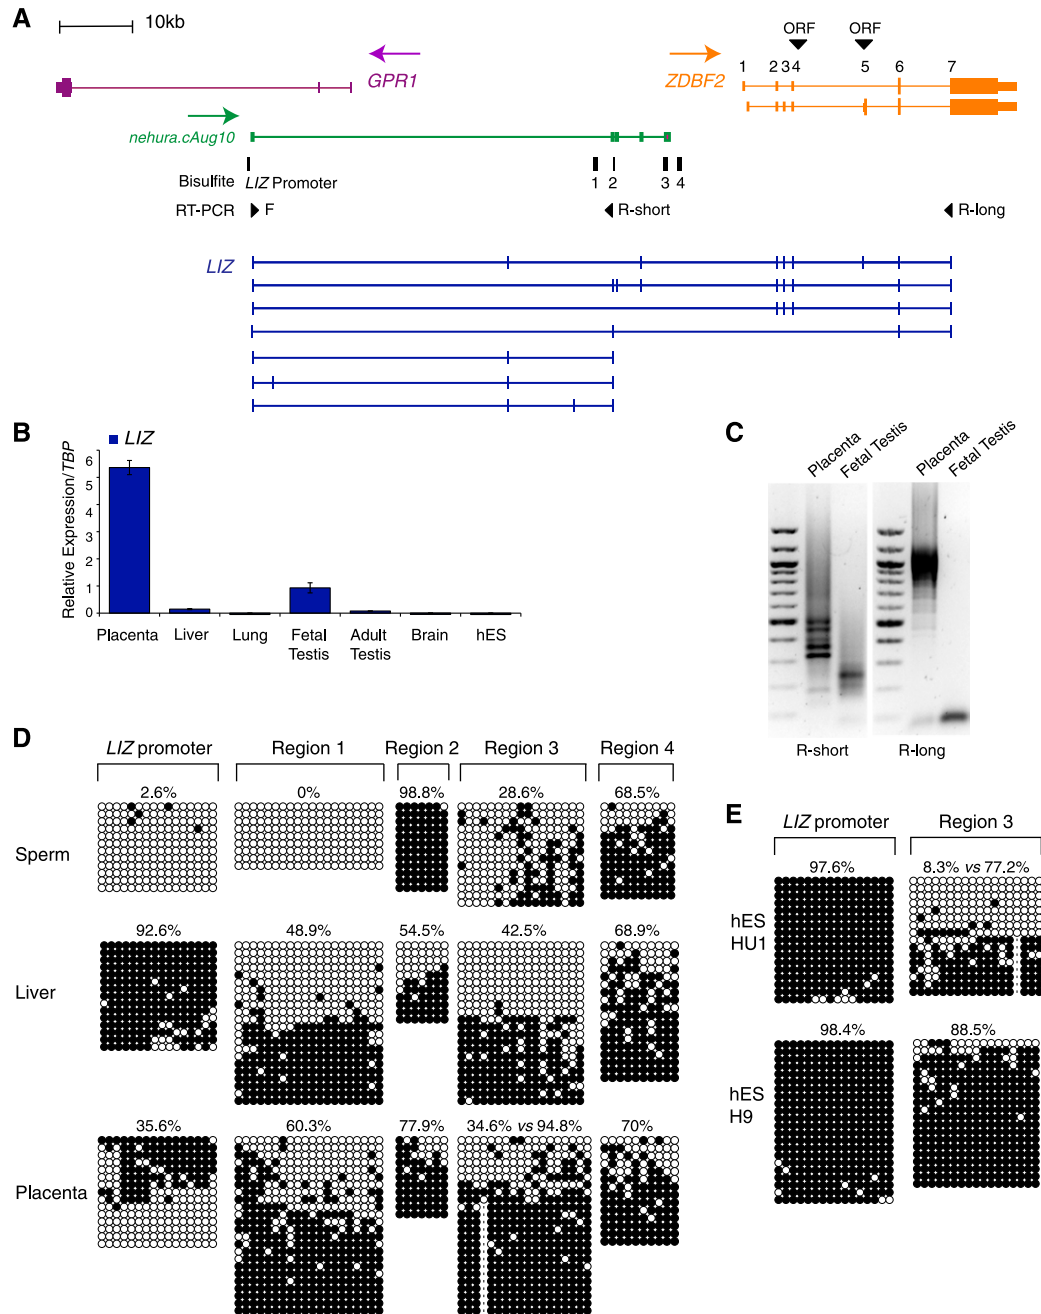 A
10kb
ORF ORF
GPR1
ZDBF2
1 2 3 4 5 6 7
nehura.cAug10
Bisulfite LIZ Promoter 1 2 3 4
RT-PCR F R-short R-long
LIZ
B
LIZ
Relative Expression/TBP
6
5
4
3
2
1
0
Placenta Liver Lung Fetal Testis Adult Testis Brain hES
C
Placenta Fetal Testis Placenta Fetal Testis
R-short R-long
D
LIZ promoter Region 1 Region 2 Region 3 Region 4
Sperm
2.6% 0% 98.8% 28.6% 68.5%
Liver
92.6% 48.9% 54.5% 42.5% 68.9%
Placenta
35.6% 60.3% 77.9% 34.6% vs 94.8% 70%
E
LIZ promoter Region 3
97.6% 8.3% vs 77.2%
hES
HU1
98.4% 88.5%
hES
H9